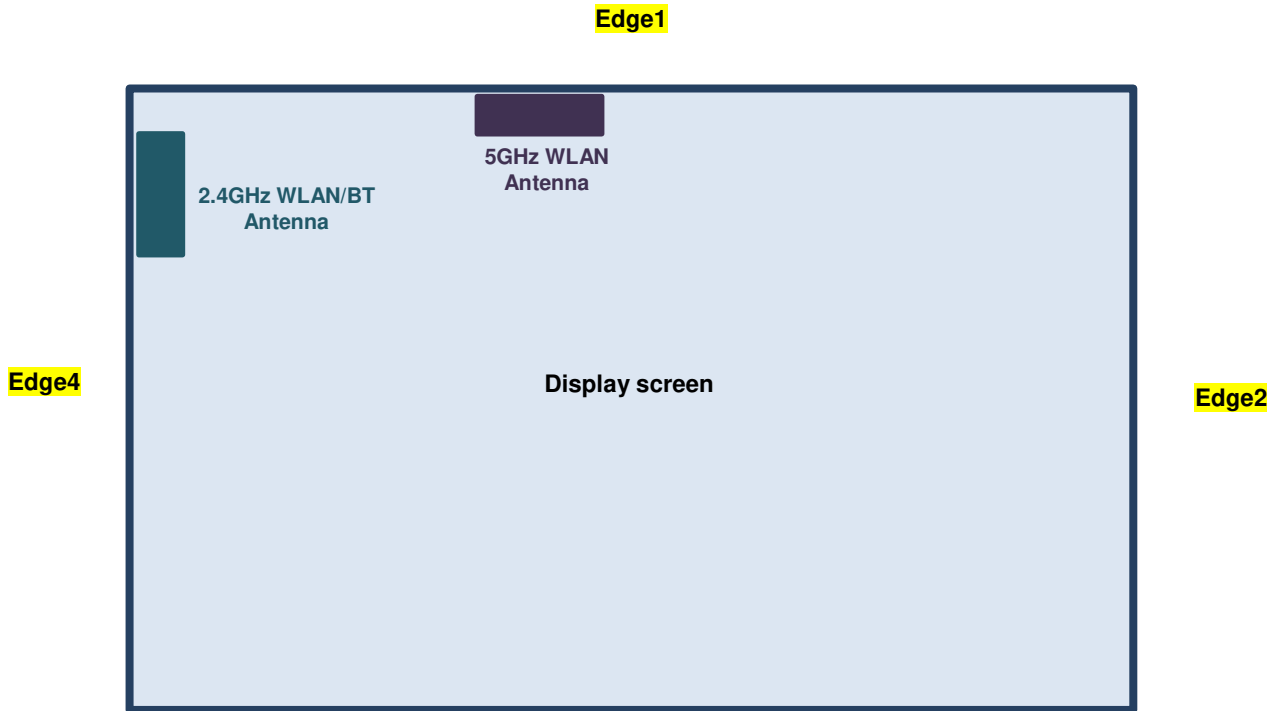 Edge1
5GHz WLAN
Antenna
2.4GHz WLAN/BT
Antenna
Edge4
Display screen
Edge2